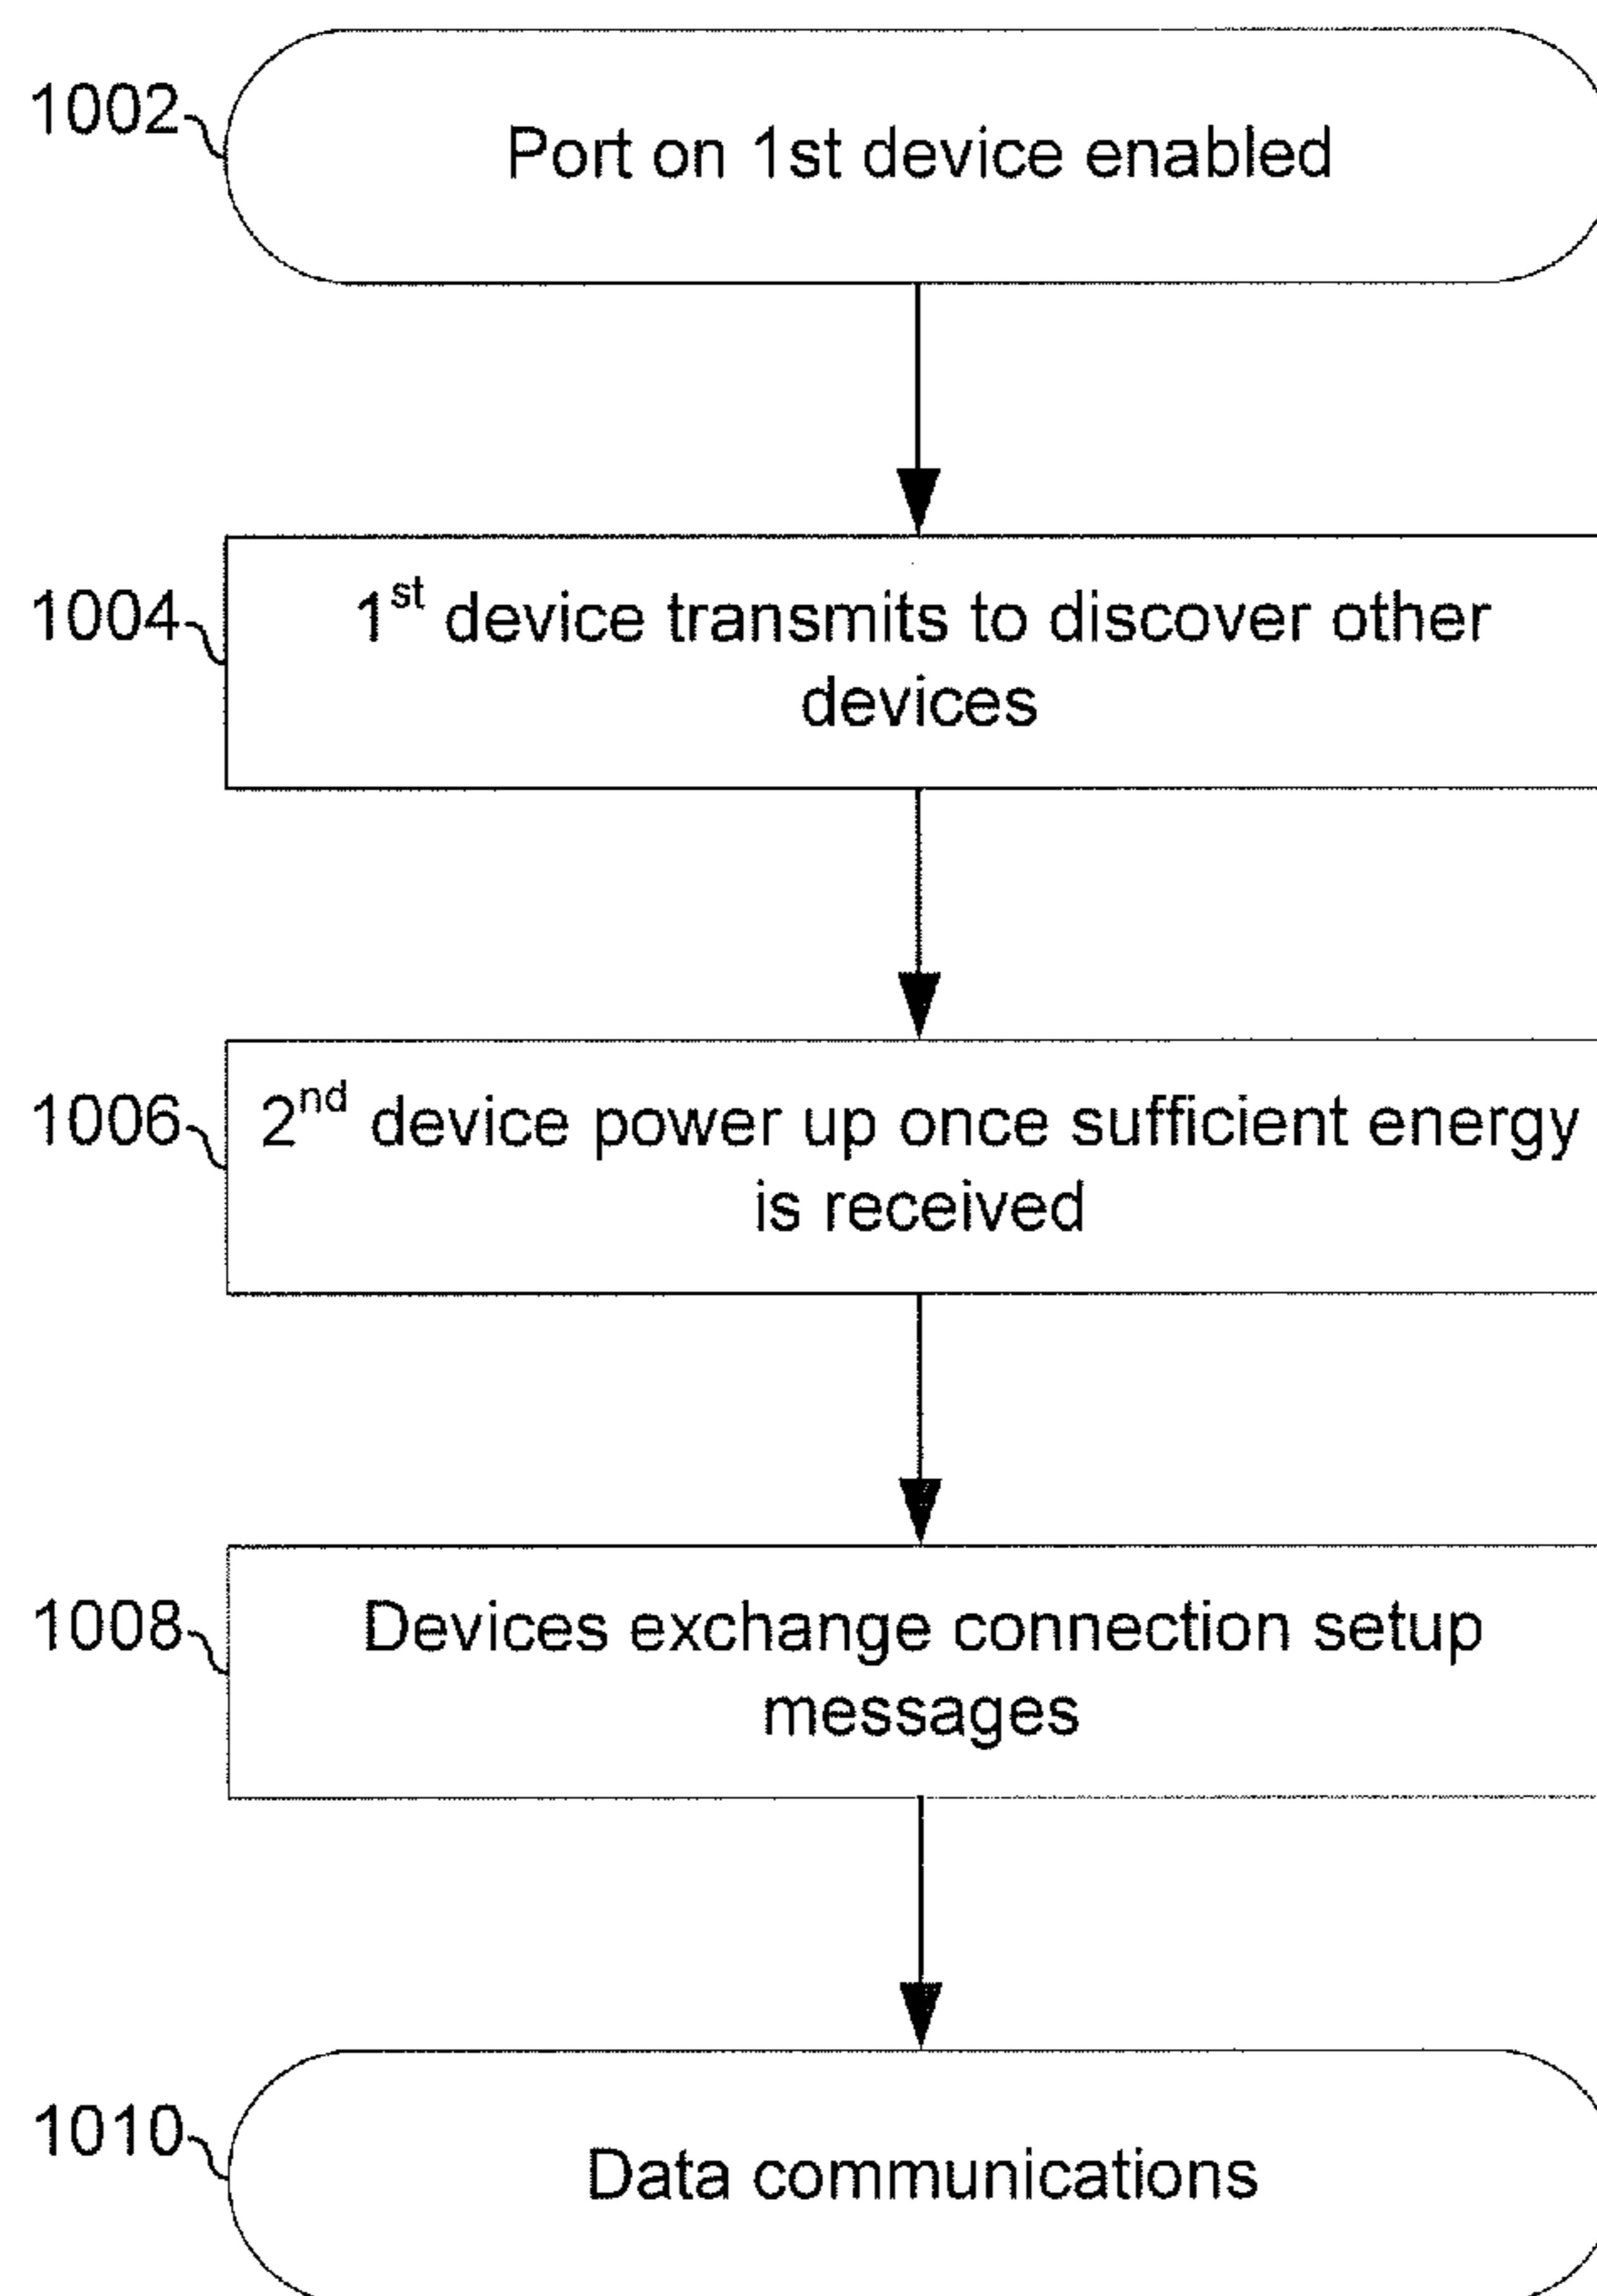 1002
Port on 1st device enabled
1004
1st device transmits to discover other
devices
1006
2nd device power up once sufficient energy
is received
1008
Devices exchange connection setup
messages
1010
Data communications